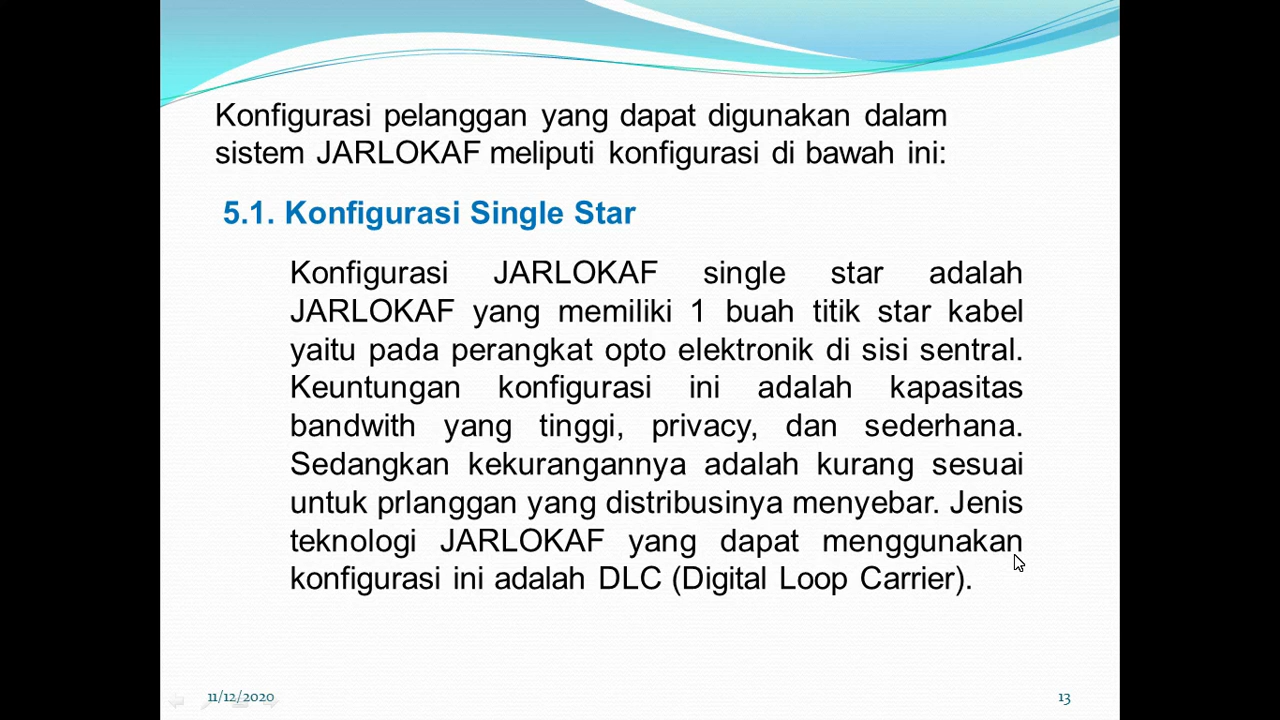 Konfigurasi pelanggan yang dapat digunakan dalam
sistem JARLOKAF meliputi konfigurasi di bawah ini:
5.1. Konfigurasi Single Star
Konfigurasi JARLOKAF single star adalah
JARLOKAF yang memiliki 1 buah titik star kabel
yaitu pada perangkat opto elektronik di sisi sentral.
Keuntungan konfigurasi ini adalah kapasitas
bandwith yang tinggi, privacy, dan sederhana.
Sedangkan kekurangannya adalah kurang sesuai
untuk prlanggan yang distribusinya menyebar. Jenis
teknologi JARLOKAF yang dapat menggunakan
konfigurasi ini adalah DLC (Digital Loop Carrier).
11/12/2020
13